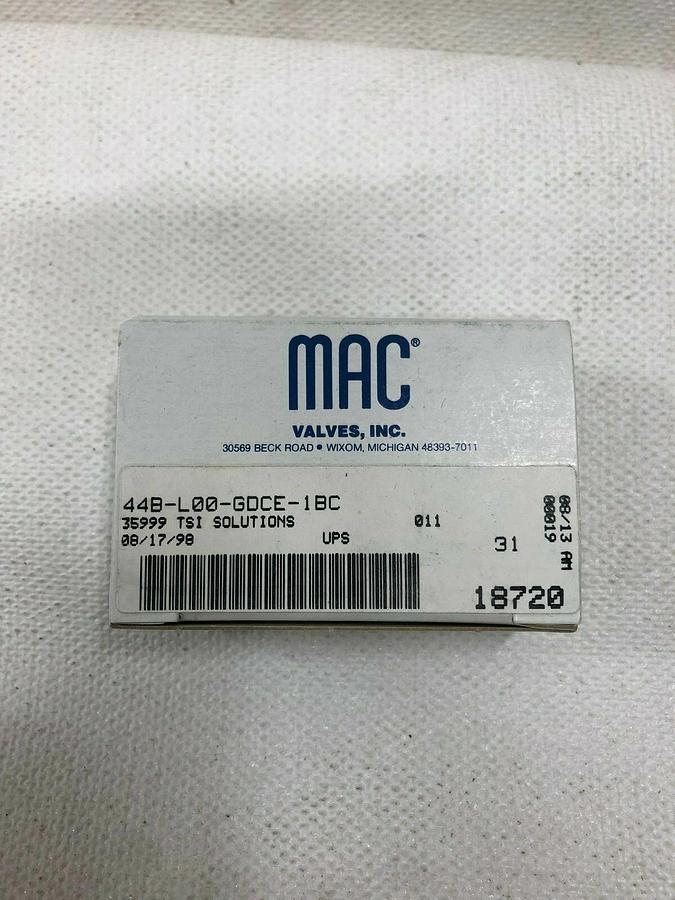 MAC®
VALVES, INC.
30569 BECK ROAD • WIXOM, MICHIGAN 48393-7011
44B-L00-GDCE-1BC
35999 TSI SOLUTIONS 011
08/17/98 UPS
31
18720
08/13 AM
00019